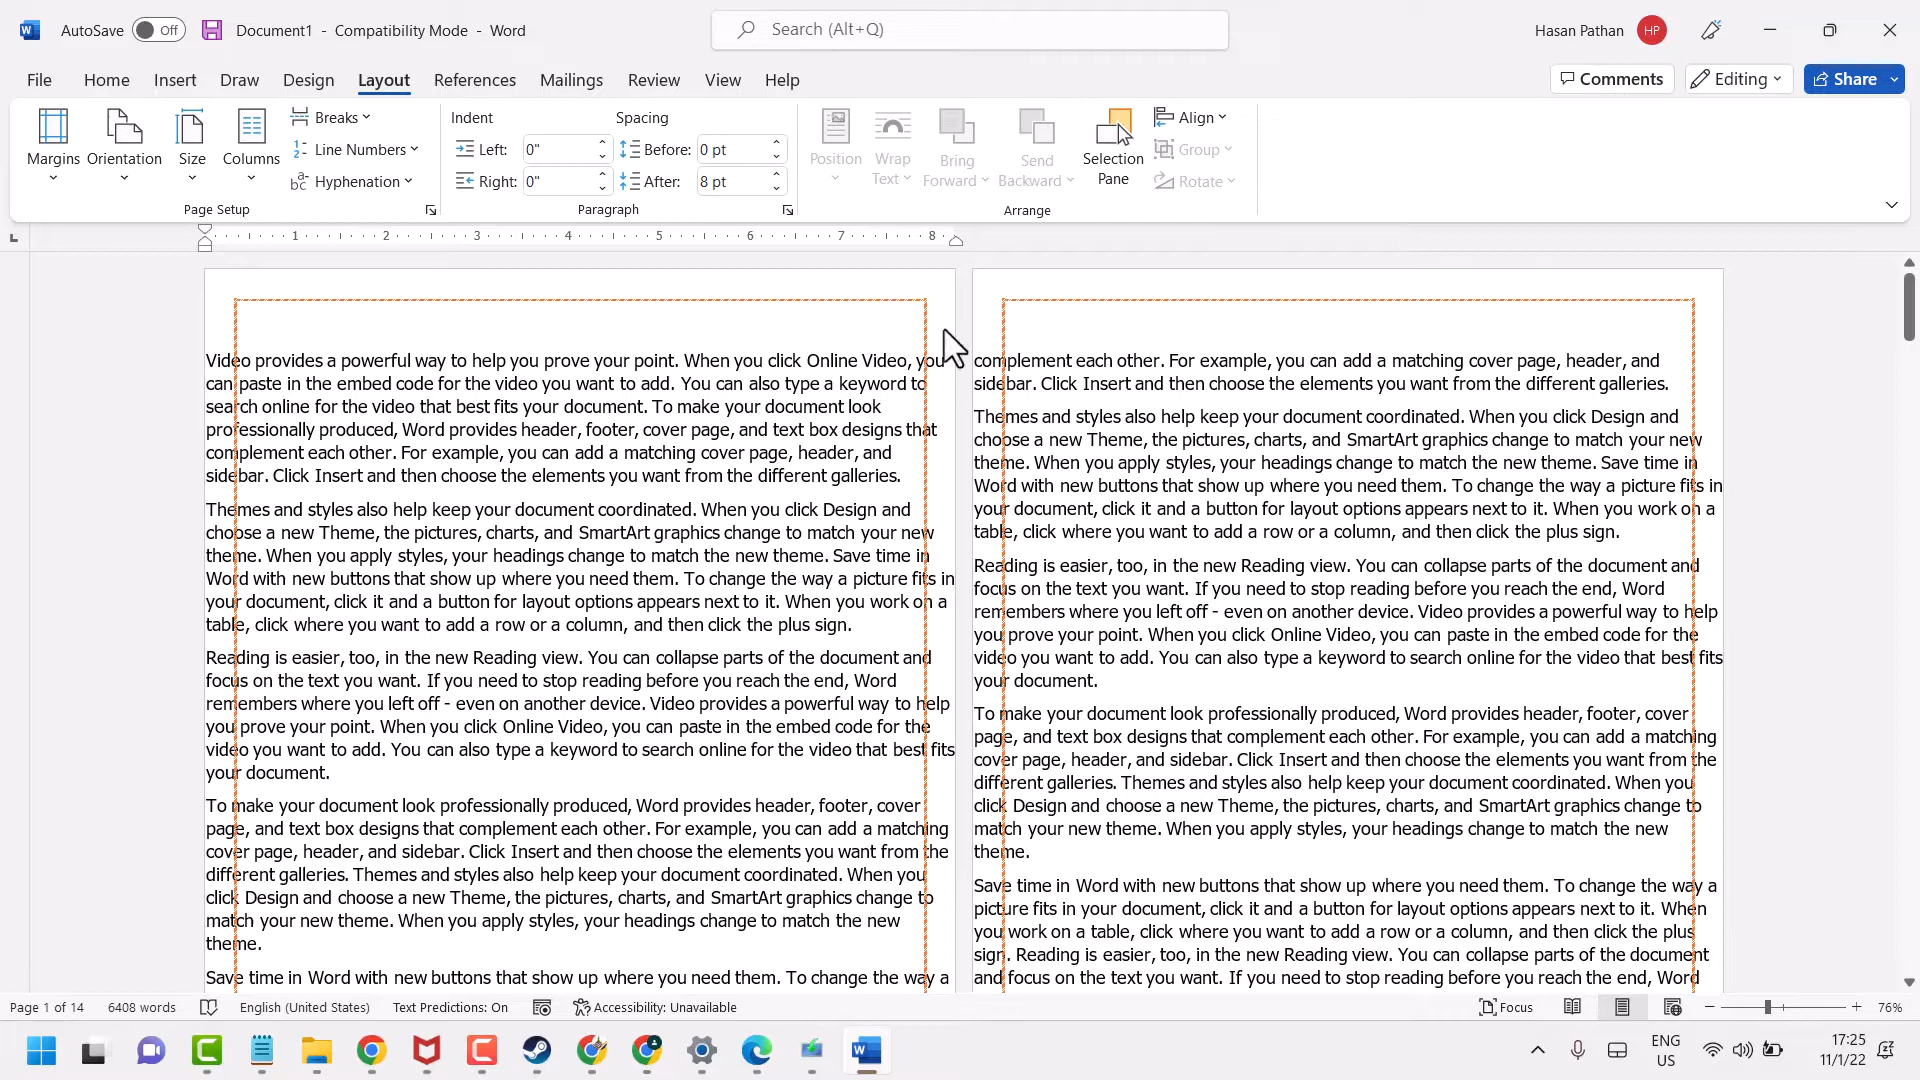 AutoSave Off Document1 - Compatibility Mode - Word Search (Alt+Q) Hasan Pathan HP
File Home Insert Draw Design Layout References Mailings Review View Help Comments Editing Share
Margins Orientation Size Columns
Breaks
Line Numbers
Hyphenation
Page Setup
Indent Spacing
Left: 0" Before: 0 pt
Right: 0" After: 8 pt
Paragraph
Position Wrap Text Bring Forward Send Backward Selection Pane
Align
Group
Rotate
Arrange
1 2 3 4 5 6 7 8
Video provides a powerful way to help you prove your point. When you click Online Video, you
can paste in the embed code for the video you want to add. You can also type a keyword to
search online for the video that best fits your document. To make your document look
professionally produced, Word provides header, footer, cover page, and text box designs that
complement each other. For example, you can add a matching cover page, header, and
sidebar. Click Insert and then choose the elements you want from the different galleries.
Themes and styles also help keep your document coordinated. When you click Design and
choose a new Theme, the pictures, charts, and SmartArt graphics change to match your new
theme. When you apply styles, your headings change to match the new theme. Save time in
Word with new buttons that show up where you need them. To change the way a picture fits in
your document, click it and a button for layout options appears next to it. When you work on a
table, click where you want to add a row or a column, and then click the plus sign.
Reading is easier, too, in the new Reading view. You can collapse parts of the document and
focus on the text you want. If you need to stop reading before you reach the end, Word
remembers where you left off - even on another device. Video provides a powerful way to help
you prove your point. When you click Online Video, you can paste in the embed code for the
video you want to add. You can also type a keyword to search online for the video that best fits
your document.
To make your document look professionally produced, Word provides header, footer, cover
page, and text box designs that complement each other. For example, you can add a matching
cover page, header, and sidebar. Click Insert and then choose the elements you want from the
different galleries. Themes and styles also help keep your document coordinated. When you
click Design and choose a new Theme, the pictures, charts, and SmartArt graphics change to
match your new theme. When you apply styles, your headings change to match the new
theme.
Save time in Word with new buttons that show up where you need them. To change the way a
complement each other. For example, you can add a matching cover page, header, and
sidebar. Click Insert and then choose the elements you want from the different galleries.
Themes and styles also help keep your document coordinated. When you click Design and
choose a new Theme, the pictures, charts, and SmartArt graphics change to match your new
theme. When you apply styles, your headings change to match the new theme. Save time in
Word with new buttons that show up where you need them. To change the way a picture fits in
your document, click it and a button for layout options appears next to it. When you work on a
table, click where you want to add a row or a column, and then click the plus sign.
Reading is easier, too, in the new Reading view. You can collapse parts of the document and
focus on the text you want. If you need to stop reading before you reach the end, Word
remembers where you left off - even on another device. Video provides a powerful way to help
you prove your point. When you click Online Video, you can paste in the embed code for the
video you want to add. You can also type a keyword to search online for the video that best fits
your document.
To make your document look professionally produced, Word provides header, footer, cover
page, and text box designs that complement each other. For example, you can add a matching
cover page, header, and sidebar. Click Insert and then choose the elements you want from the
different galleries. Themes and styles also help keep your document coordinated. When you
click Design and choose a new Theme, the pictures, charts, and SmartArt graphics change to
match your new theme. When you apply styles, your headings change to match the new
theme.
Save time in Word with new buttons that show up where you need them. To change the way a
picture fits in your document, click it and a button for layout options appears next to it. When
you work on a table, click where you want to add a row or a column, and then click the plus
sign. Reading is easier, too, in the new Reading view. You can collapse parts of the document
and focus on the text you want. If you need to stop reading before you reach the end, Word
Page 1 of 14 6408 words English (United States) Text Predictions: On Accessibility: Unavailable Focus 76%
ENG 17:25
US 11/1/22